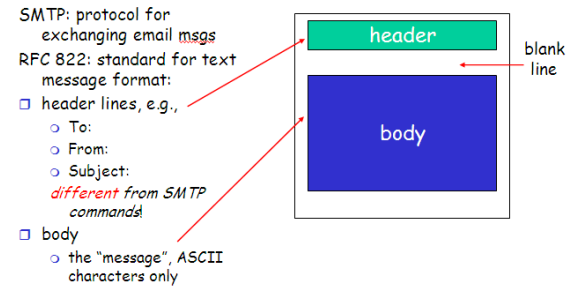 SMTP: protocol for
exchanging email msgs
RFC 822: standard for text
message format:
header lines, e.g.,
To:
From:
Subject:
different from SMTP
commands!
body
the “message”, ASCII
characters only
header
blank
line
body